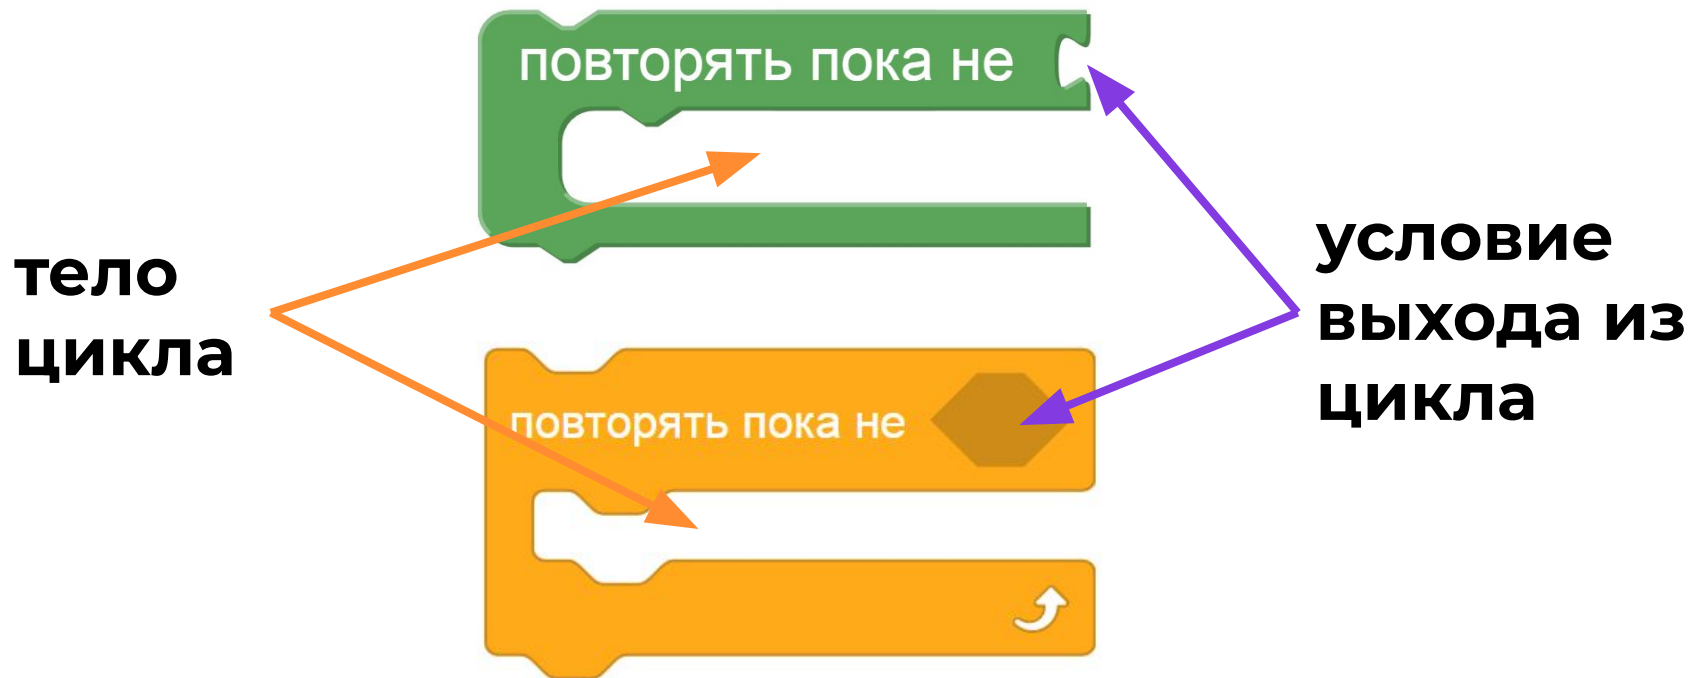 повторять пока не
тело
цикла
условие
выхода из
цикла
повторять пока не